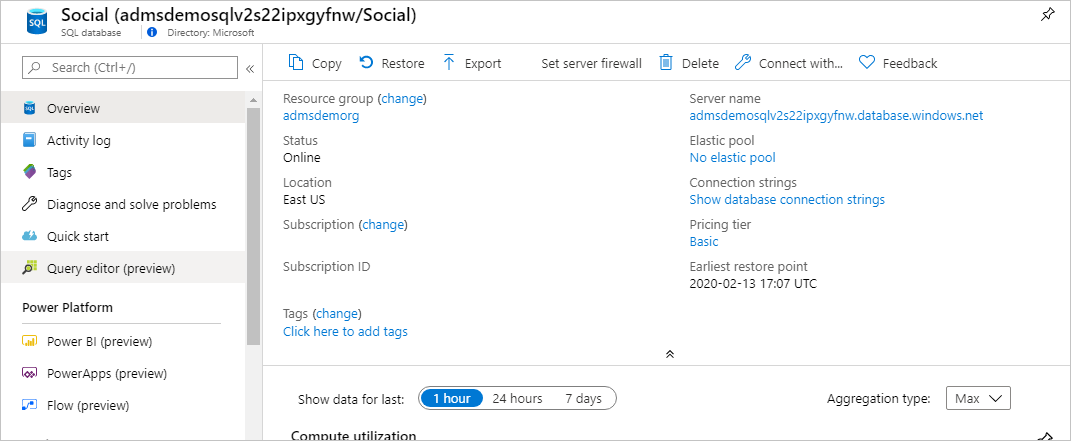 Social (admsdemosqlv2s22ipxgyfnw/Social)
SQL database
Directory: Microsoft
Search (Ctrl+/)
Overview
Activity log
Tags
Diagnose and solve problems
Quick start
Query editor (preview)
Power Platform
Power BI (preview)
PowerApps (preview)
Flow (preview)
Copy
Restore
Export
Set server firewall
Delete
Connect with...
Feedback
Resource group (change)
admsdemorg
Status
Online
Location
East US
Subscription (change)
Subscription ID
Tags (change)
Click here to add tags
Server name
admsdemosqlv2s22ipxgyfnw.database.windows.net
Elastic pool
No elastic pool
Connection strings
Show database connection strings
Pricing tier
Basic
Earliest restore point
2020-02-13 17:07 UTC
Show data for last:
1 hour
24 hours
7 days
Aggregation type:
Max
Compute utilization